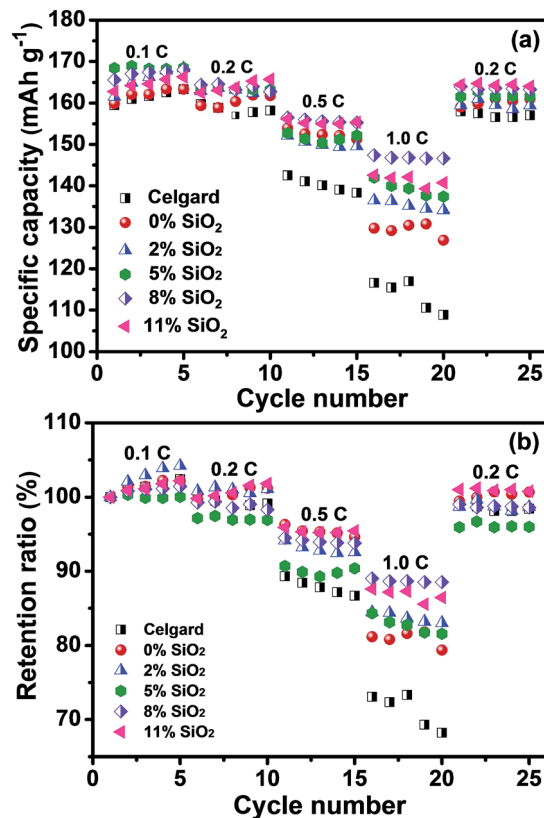 (a)
Specific capacity (mAh g⁻¹)
180
170
160
150
140
130
120
110
100
0.1 C
0.2 C
0.5 C
1.0 C
0.2 C
Celgard
0% SiO₂
2% SiO₂
5% SiO₂
8% SiO₂
11% SiO₂
0 5 10 15 20 25
Cycle number
(b)
Retention ratio (%)
110
100
90
80
70
0.1 C
0.2 C
0.5 C
1.0 C
0.2 C
Celgard
0% SiO₂
2% SiO₂
5% SiO₂
8% SiO₂
11% SiO₂
0 5 10 15 20 25
Cycle number